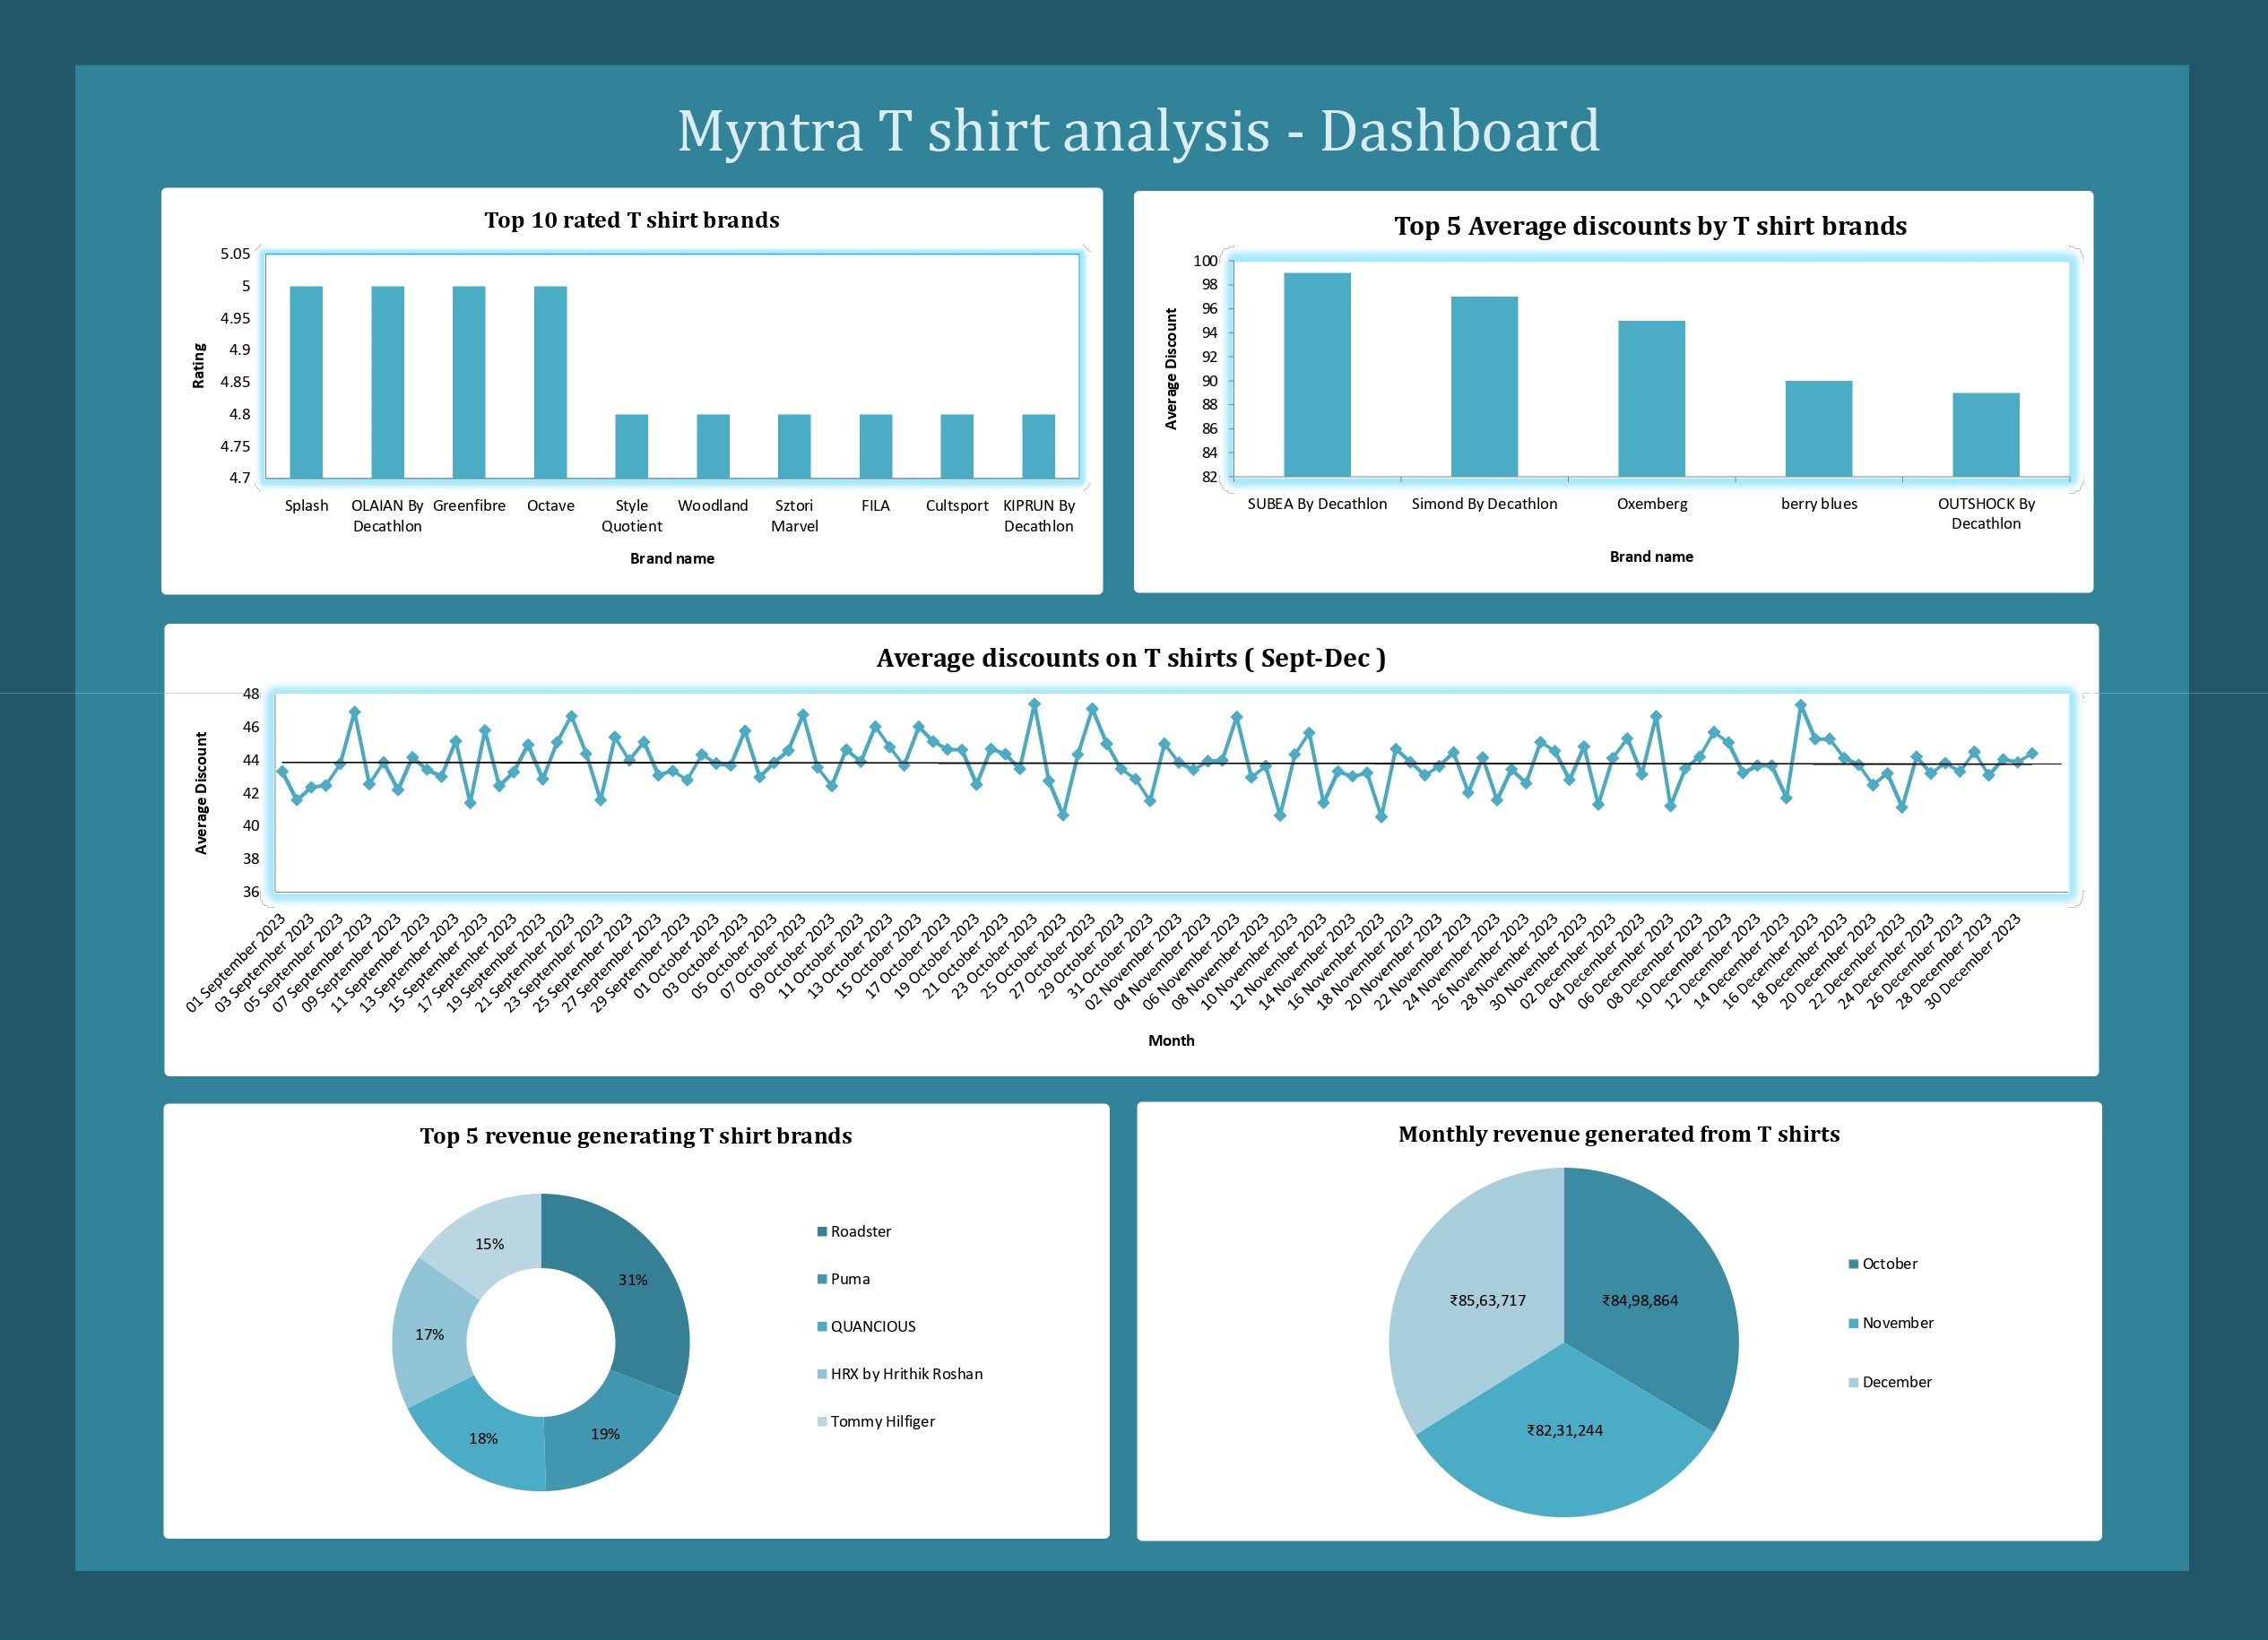 Myntra T shirt analysis - Dashboard
Top 10 rated T shirt brands
5.05
5
4.95
4.9
4.85
4.8
4.75
4.7
Rating
Splash
OLAIAN By
Decathlon
Greenfibre
Octave
Style
Quotient
Woodland
Sztori
Marvel
FILA
Cultsport
KIPRUN By
Decathlon
Brand name
Top 5 Average discounts by T shirt brands
100
98
96
94
92
90
88
86
84
82
Average Discount
SUBEA By Decathlon
Simond By Decathlon
Oxemberg
berry blues
OUTSHOCK By
Decathlon
Brand name
Average discounts on T shirts ( Sept-Dec )
48
46
44
42
40
38
36
Average Discount
01 September 2023
03 September 2023
05 September 2023
07 September 2023
09 September 2023
11 September 2023
13 September 2023
15 September 2023
17 September 2023
19 September 2023
21 September 2023
23 September 2023
25 September 2023
27 September 2023
29 September 2023
01 October 2023
03 October 2023
05 October 2023
07 October 2023
09 October 2023
11 October 2023
13 October 2023
15 October 2023
17 October 2023
19 October 2023
21 October 2023
23 October 2023
25 October 2023
27 October 2023
29 October 2023
31 October 2023
02 November 2023
04 November 2023
06 November 2023
08 November 2023
10 November 2023
12 November 2023
14 November 2023
16 November 2023
18 November 2023
20 November 2023
22 November 2023
24 November 2023
26 November 2023
28 November 2023
30 November 2023
02 December 2023
04 December 2023
06 December 2023
08 December 2023
10 December 2023
12 December 2023
14 December 2023
16 December 2023
18 December 2023
20 December 2023
22 December 2023
24 December 2023
26 December 2023
28 December 2023
30 December 2023
Month
Top 5 revenue generating T shirt brands
15%
31%
17%
18%
19%
Roadster
Puma
QUANCIOUS
HRX by Hrithik Roshan
Tommy Hilfiger
Monthly revenue generated from T shirts
₹85,63,717
₹84,98,864
₹82,31,244
October
November
December